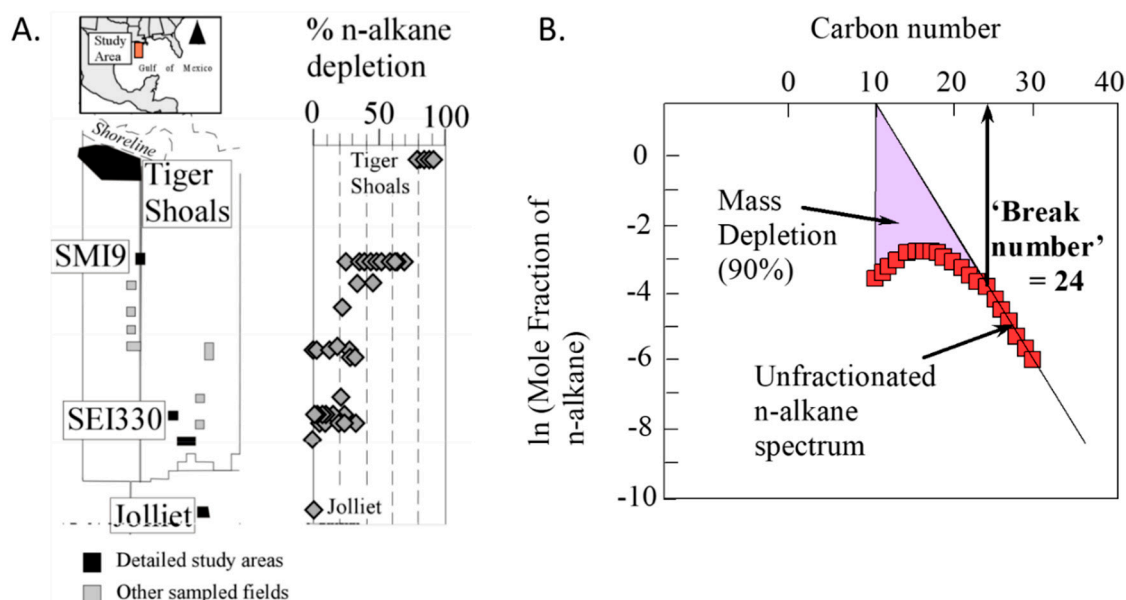 A.
Study
Area
Gulf of Mexico
Shoreline
Tiger
Shoals
SMI9
SEI330
Jolliet
Detailed study areas
Other sampled fields
% n-alkane
depletion
0 50 100
Tiger
Shoals
Jolliet
B.
Carbon number
0 10 20 30 40
0
-2
-4
-6
-8
-10
ln (Mole Fraction of
n-alkane)
Mass
Depletion
(90%)
‘Break
number’
= 24
Unfractionated
n-alkane
spectrum